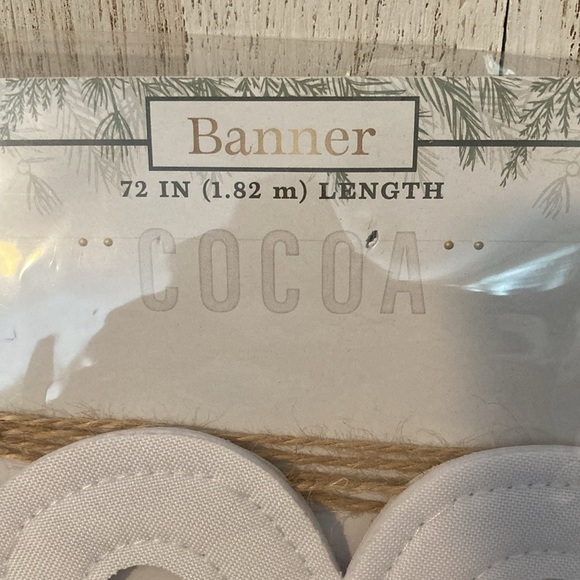 Banner
72 IN (1.82 m) LENGTH
COCOA